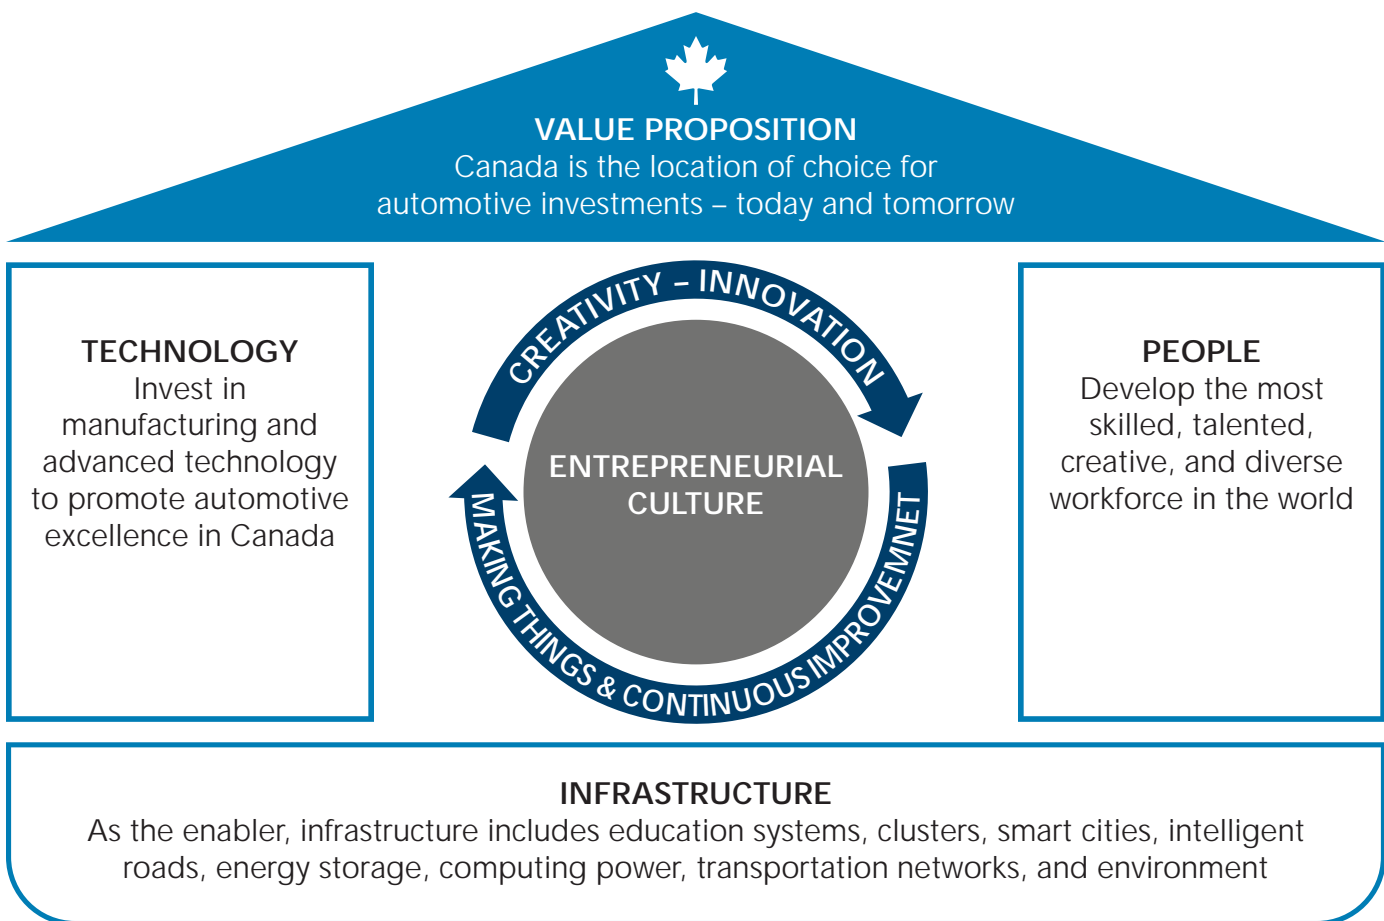 VALUE PROPOSITION
Canada is the location of choice for
automotive investments – today and tomorrow
TECHNOLOGY
Invest in
manufacturing and
advanced technology
to promote automotive
excellence in Canada
CREATIVITY – INNOVATION
ENTREPRENEURIAL
CULTURE
MAKING THINGS & CONTINUOUS IMPROVEMNET
PEOPLE
Develop the most
skilled, talented,
creative, and diverse
workforce in the world
INFRASTRUCTURE
As the enabler, infrastructure includes education systems, clusters, smart cities, intelligent
roads, energy storage, computing power, transportation networks, and environment